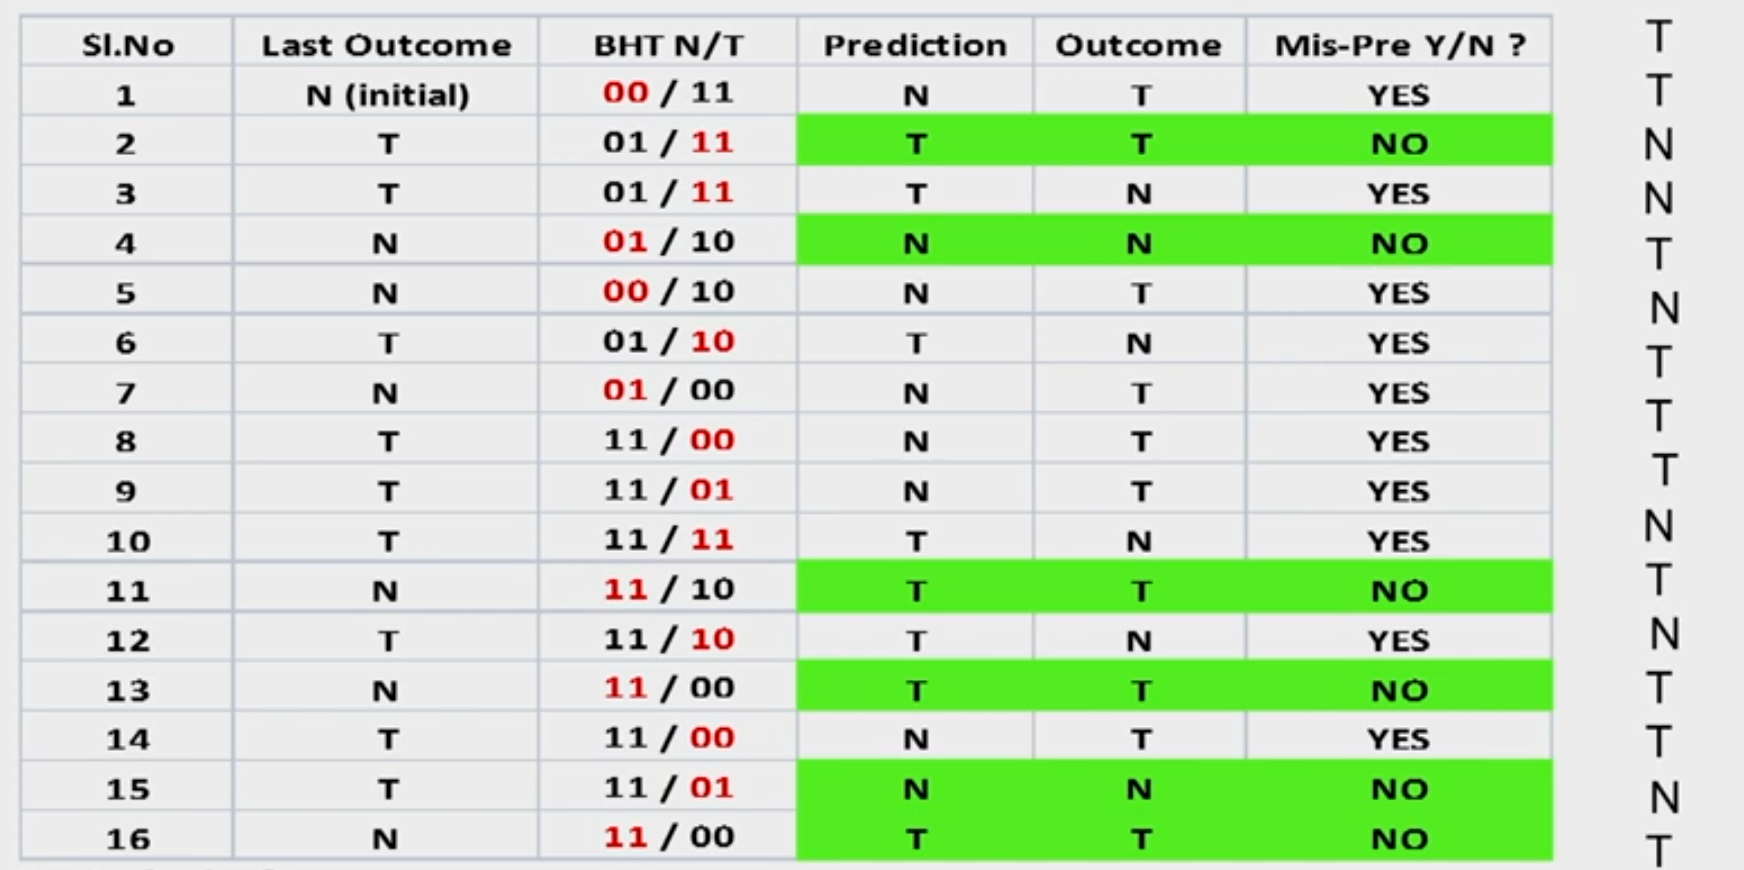 Sl.No Last Outcome BHT N/T Prediction Outcome Mis-Pre Y/N ? T
1 N (initial) 00 / 11 N T YES T
2 T 01 / 11 T T NO N
3 T 01 / 11 T N YES N
4 N 01 / 10 N N NO T
5 N 00 / 10 N T YES N
6 T 01 / 10 T N YES T
7 N 01 / 00 N T YES T
8 T 11 / 00 N T YES T
9 T 11 / 01 N T YES N
10 T 11 / 11 T N YES T
11 N 11 / 10 T T NO N
12 T 11 / 10 T N YES T
13 N 11 / 00 T T NO T
14 T 11 / 00 N T YES N
15 T 11 / 01 N N NO T
16 N 11 / 00 T T NO